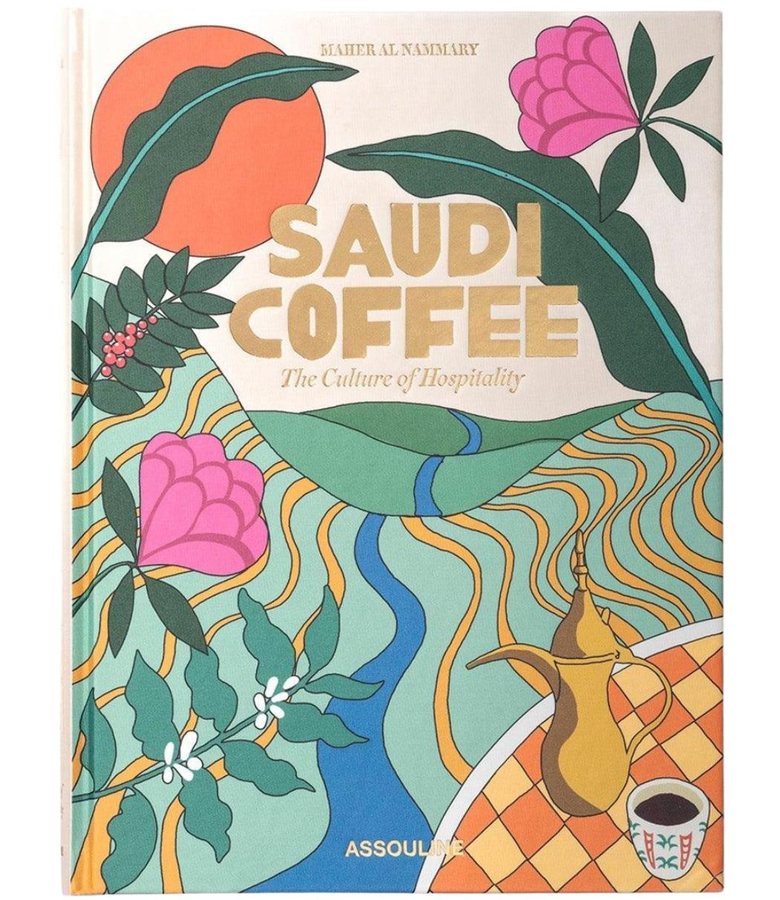 MAHER AL NAMMARY
SAUDI
COFFEE
The Culture of Hospitality
ASSOULINE